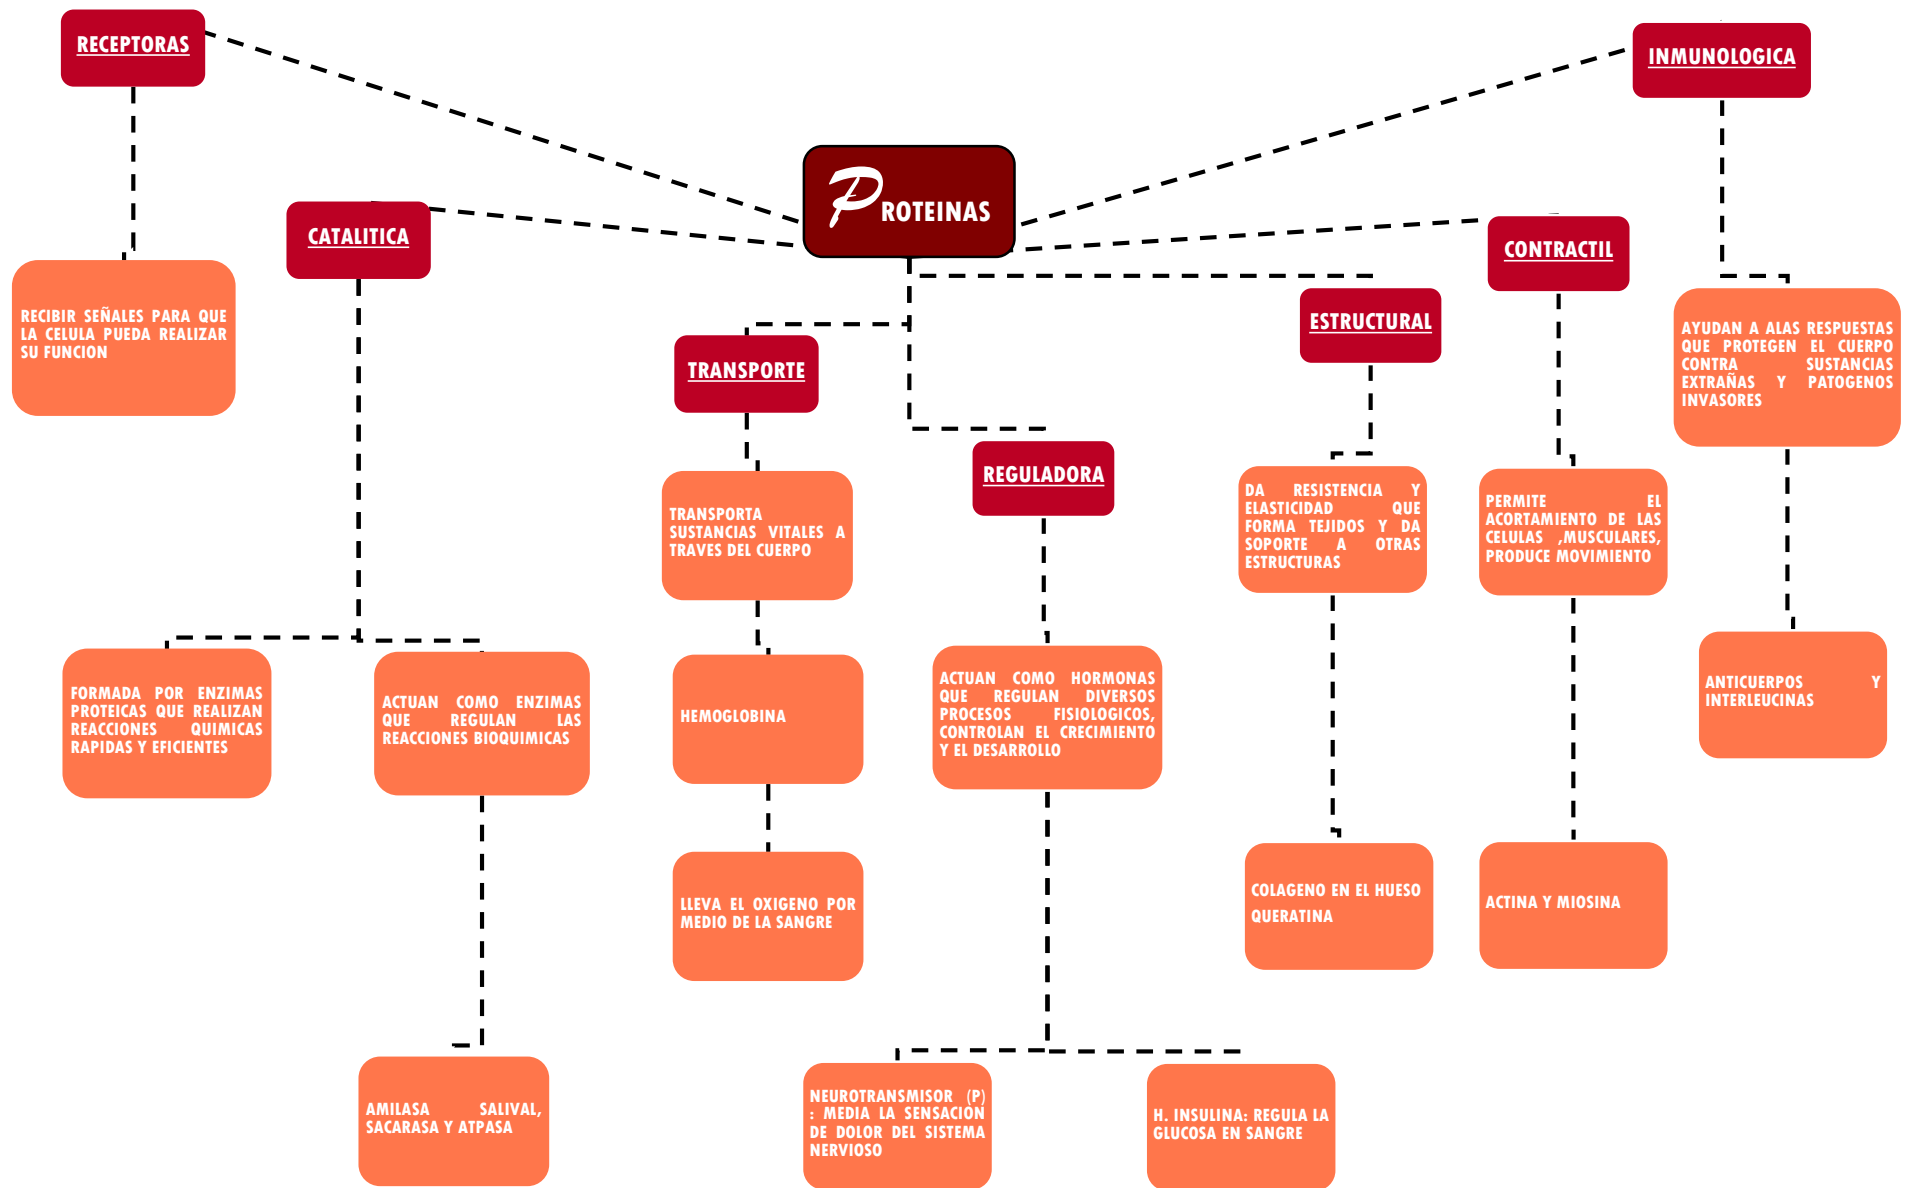 RECEPTORAS
INMUNOLOGICA
PROTEINAS
CATALITICA
CONTRACTIL
RECIBIR SEÑALES PARA QUE
LA CELULA PUEDA REALIZAR
SU FUNCION
ESTRUCTURAL
AYUDAN A ALAS RESPUESTAS
QUE PROTEGEN EL CUERPO
CONTRA SUSTANCIAS
EXTRAÑAS Y PATOGENOS
INVASORES
TRANSPORTE
REGULADORA
TRANSPORTA
SUSTANCIAS VITALES A
TRAVES DEL CUERPO
DA RESISTENCIA Y
ELASTICIDAD QUE
FORMA TEJIDOS Y DA
SOPORTE A OTRAS
ESTRUCTURAS
PERMITE EL
ACORTAMIENTO DE LAS
CELULAS ,MUSCULARES,
PRODUCE MOVIMIENTO
FORMADA POR ENZIMAS
PROTEICAS QUE REALIZAN
REACCIONES QUIMICAS
RAPIDAS Y EFICIENTES
ACTUAN COMO ENZIMAS
QUE REGULAN LAS
REACCIONES BIOQUIMICAS
HEMOGLOBINA
ACTUAN COMO HORMONAS
QUE REGULAN DIVERSOS
PROCESOS FISIOLOGICOS,
CONTROLAN EL CRECIMIENTO
Y EL DESARROLLO
ANTICUERPOS Y
INTERLEUCINAS
LLEVA EL OXIGENO POR
MEDIO DE LA SANGRE
COLAGENO EN EL HUESO
QUERATINA
ACTINA Y MIOSINA
AMILASA SALIVAL,
SACARASA Y ATPASA
NEUROTRANSMISOR (P)
: MEDIA LA SENSACIÓN
DE DOLOR DEL SISTEMA
NERVIOSO
H. INSULINA: REGULA LA
GLUCOSA EN SANGRE